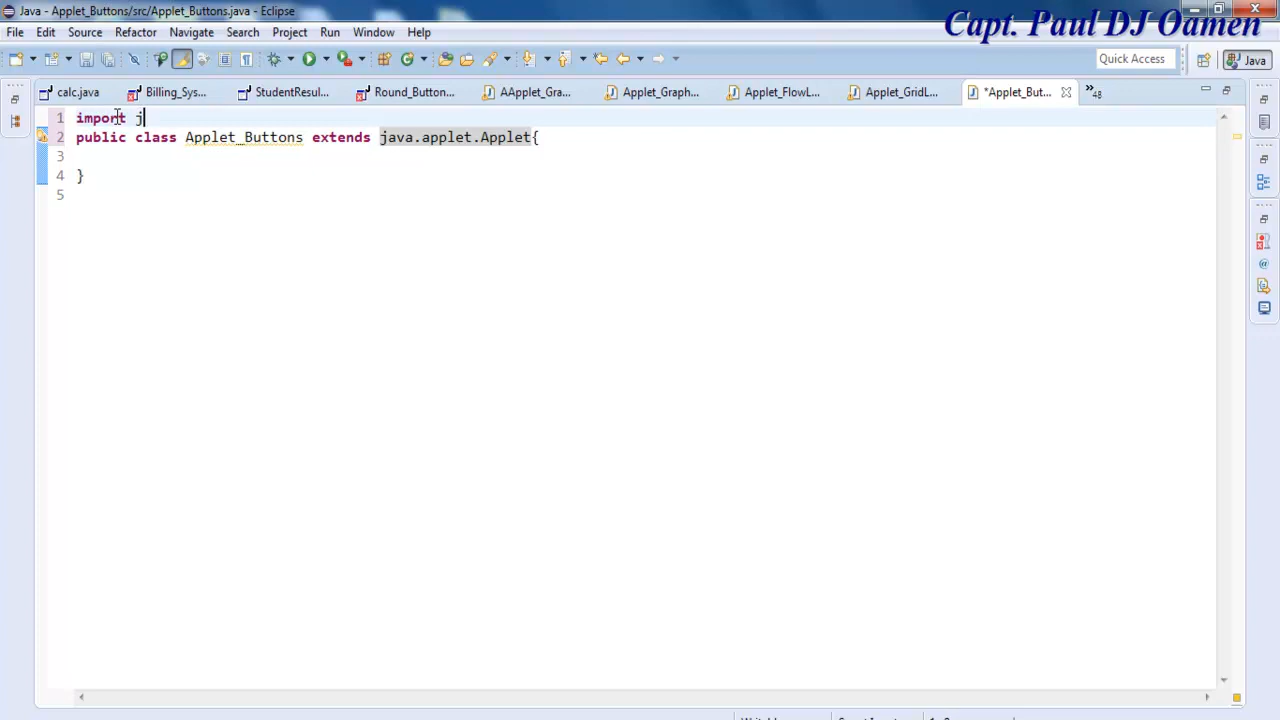 Java - Applet_Buttons/src/Applet_Buttons.java - Eclipse
Capt. Paul DJ Oamen
File Edit Source Refactor Navigate Search Project Run Window Help
Quick Access
Java
calc.java Billing_Sys... StudentResul... Round_Button... AApplet_Gra... Applet_Graph... Applet_FlowL... Applet_GridL... *Applet_But... »48
1 import j
2 public class Applet_Buttons extends java.applet.Applet{
3
4 }
5